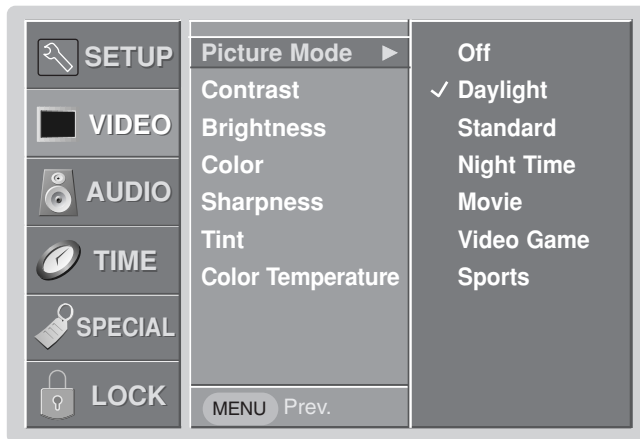 SETUP
VIDEO
AUDIO
TIME
SPECIAL
LOCK
Picture Mode ►
Contrast
Brightness
Color
Sharpness
Tint
Color Temperature
MENU Prev.
Off
✓ Daylight
Standard
Night Time
Movie
Video Game
Sports